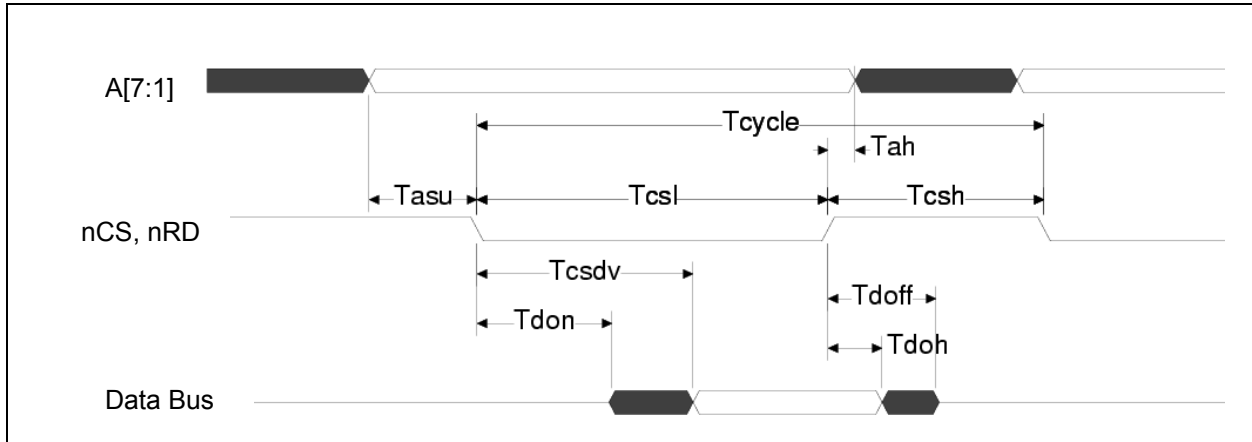 A[7:1]
Tcycle
Tah
Tasu
Tcsl
Tcsh
nCS, nRD
Tcsdv
Tdoff
Tdon
Tdoh
Data Bus